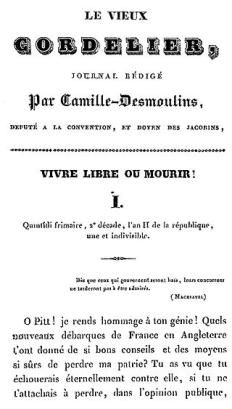 LE VIEUX
CORDELIER,
JOURNAL RÉDIGÉ
Par Camille-Desmoulins,
DÉPUTÉ A LA CONVENTION, ET DOYEN DES JACOBINS,
VIVRE LIBRE OU MOURIR!
I.
Quintidi frimaire, 2e décade, l'an II de la république,
une et indivisible.
Dès que ceux qui gouvernent seront haïs, leurs concurrens
ne tarderont pas à être admirés.
(MACHIAVEL)
O Pitt! je rends hommage à ton génie! Quels
nouveaux débarqués de France en Angleterre
t'ont donné de si bons conseils et des moyens
si sûrs de perdre ma patrie? Tu as vu que tu
échouerais éternellement contre elle, si tu ne
t'attachais à perdre, dans l'opinion publique,